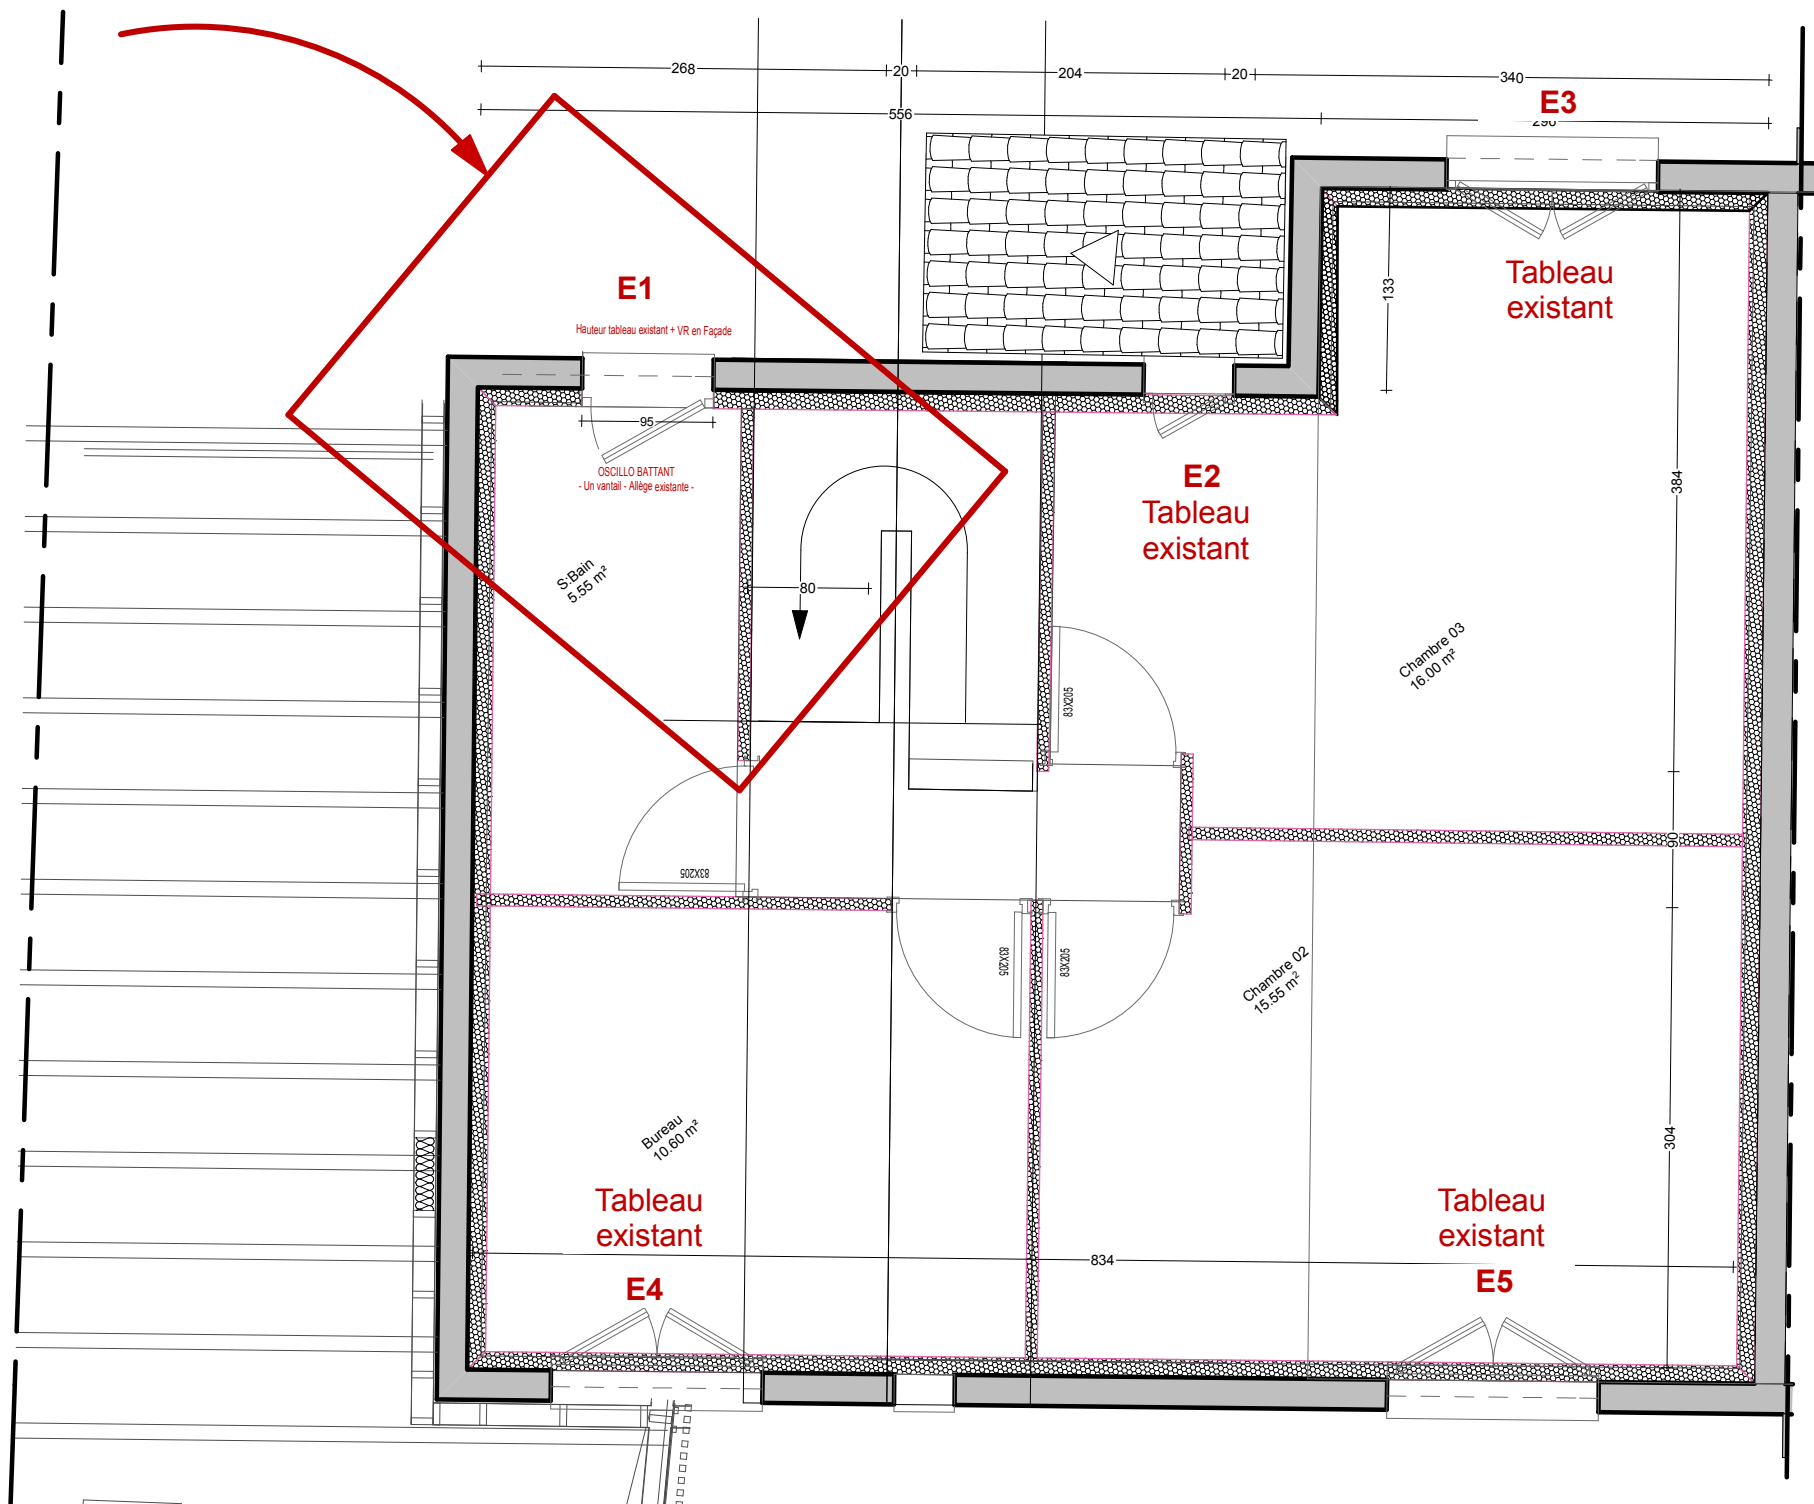 268
20
204
20
340
E3
556
296
E1
Tableau
existant
133
Hauteur tableau existant + VR en Façade
95
OSCILLO BATTANT
- Un vantail - Allège existante -
E2
Tableau
existant
384
S:Bain
5.55 m²
80
Chambre 03
16.00 m²
83X205
90
83X205
83X205
83X205
Chambre 02
15.55 m²
Bureau
10.60 m²
304
Tableau
existant
Tableau
existant
834
E4
E5